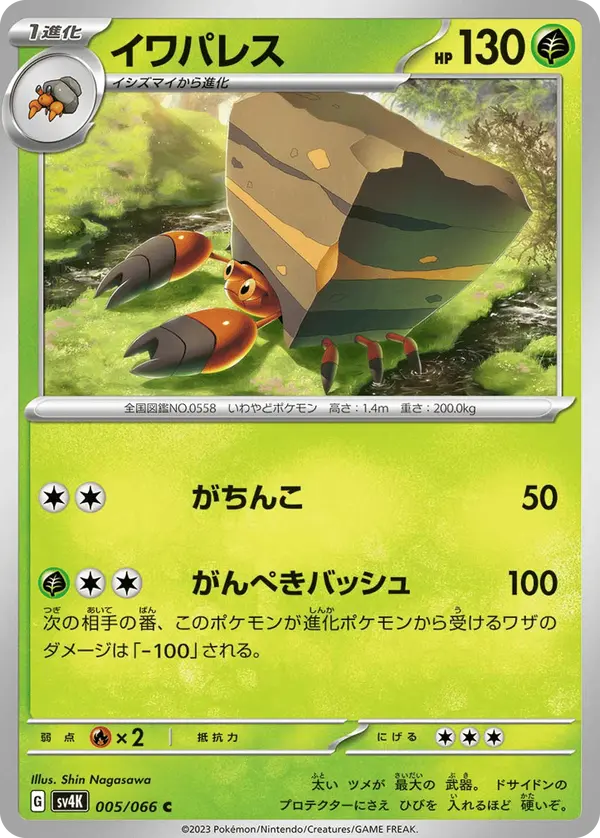 1進化 イワパレス HP 130
イシズマイから進化
全国図鑑NO.0558 いわやどポケモン 高さ：1.4m 重さ：200.0kg
がちんこ 50
がんぺきバッシュ 100
次の相手の番、このポケモンが進化ポケモンから受けるワザの
ダメージは「-100」される。
弱点 ×2 抵抗力 にげる
Illus. Shin Nagasawa
G SV4K 005/066 C
太い ツメが 最大の 武器。 ドサイドンの
プロテクターにさえ ひびを 入れるほど 硬いぞ。
©2023 Pokémon/Nintendo/Creatures/GAME FREAK.